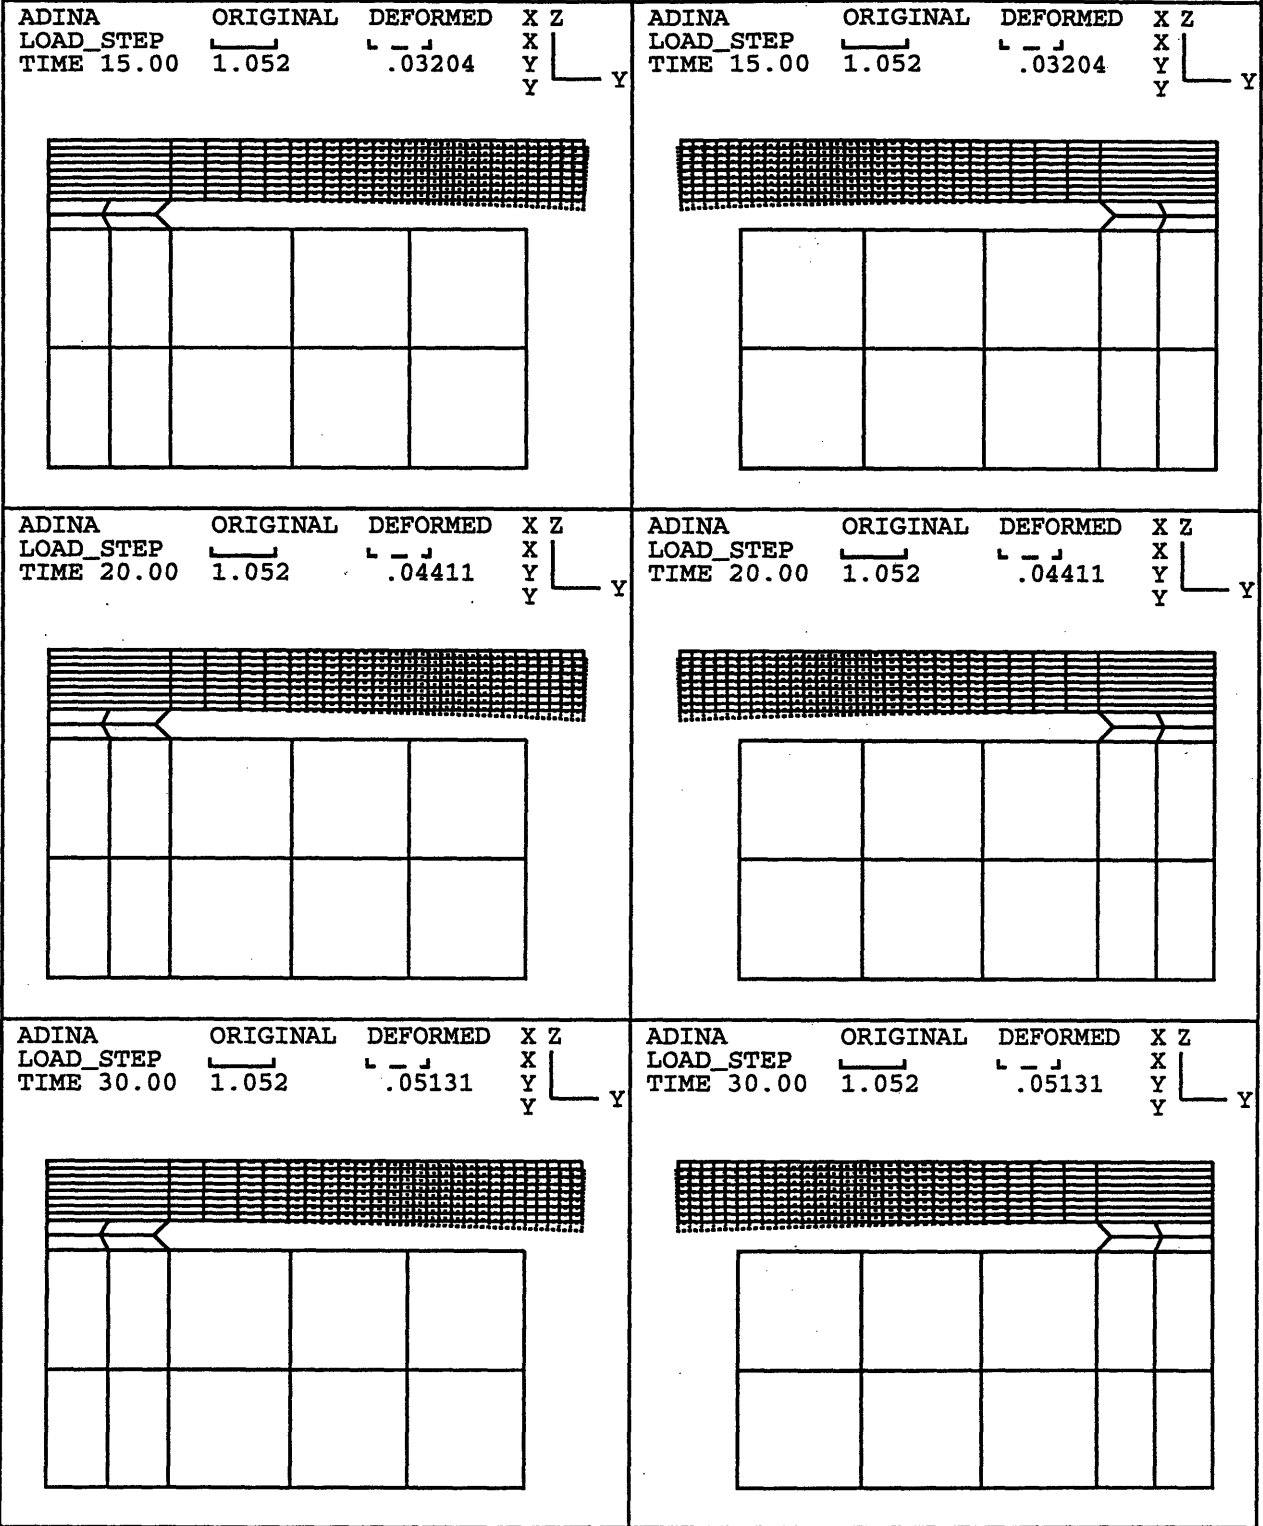 ADINA ORIGINAL DEFORMED X Z
LOAD_STEP X
TIME 15.00 1.052 .03204 Y Y
Y
ADINA ORIGINAL DEFORMED X Z
LOAD_STEP X
TIME 15.00 1.052 .03204 Y Y
Y
ADINA ORIGINAL DEFORMED X Z
LOAD_STEP X
TIME 20.00 1.052 .04411 Y Y
Y
ADINA ORIGINAL DEFORMED X Z
LOAD_STEP X
TIME 20.00 1.052 .04411 Y Y
Y
ADINA ORIGINAL DEFORMED X Z
LOAD_STEP X
TIME 30.00 1.052 .05131 Y Y
Y
ADINA ORIGINAL DEFORMED X Z
LOAD_STEP X
TIME 30.00 1.052 .05131 Y Y
Y